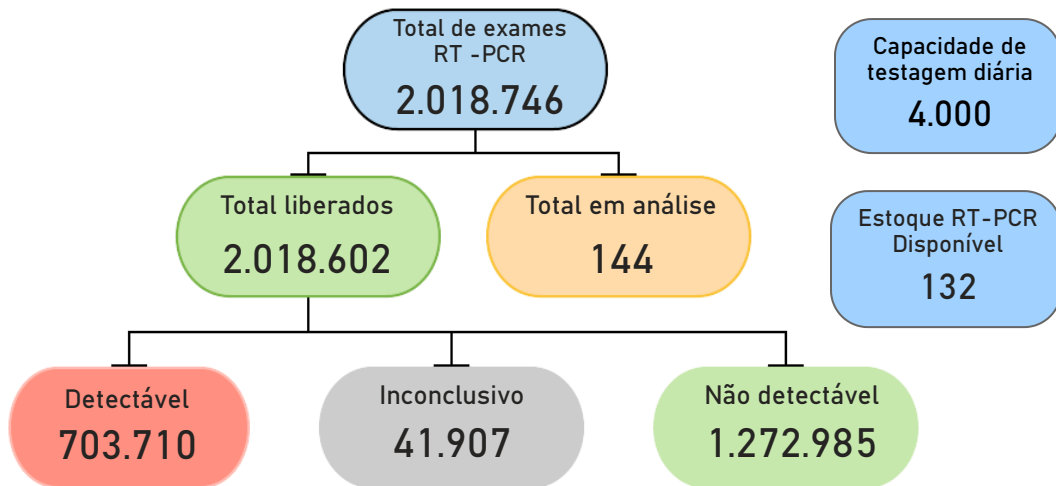 Total de exames
RT -PCR
2.018.746
Capacidade de
testagem diária
4.000
Total liberados
2.018.602
Total em análise
144
Estoque RT-PCR
Disponível
132
Detectável
703.710
Inconclusivo
41.907
Não detectável
1.272.985